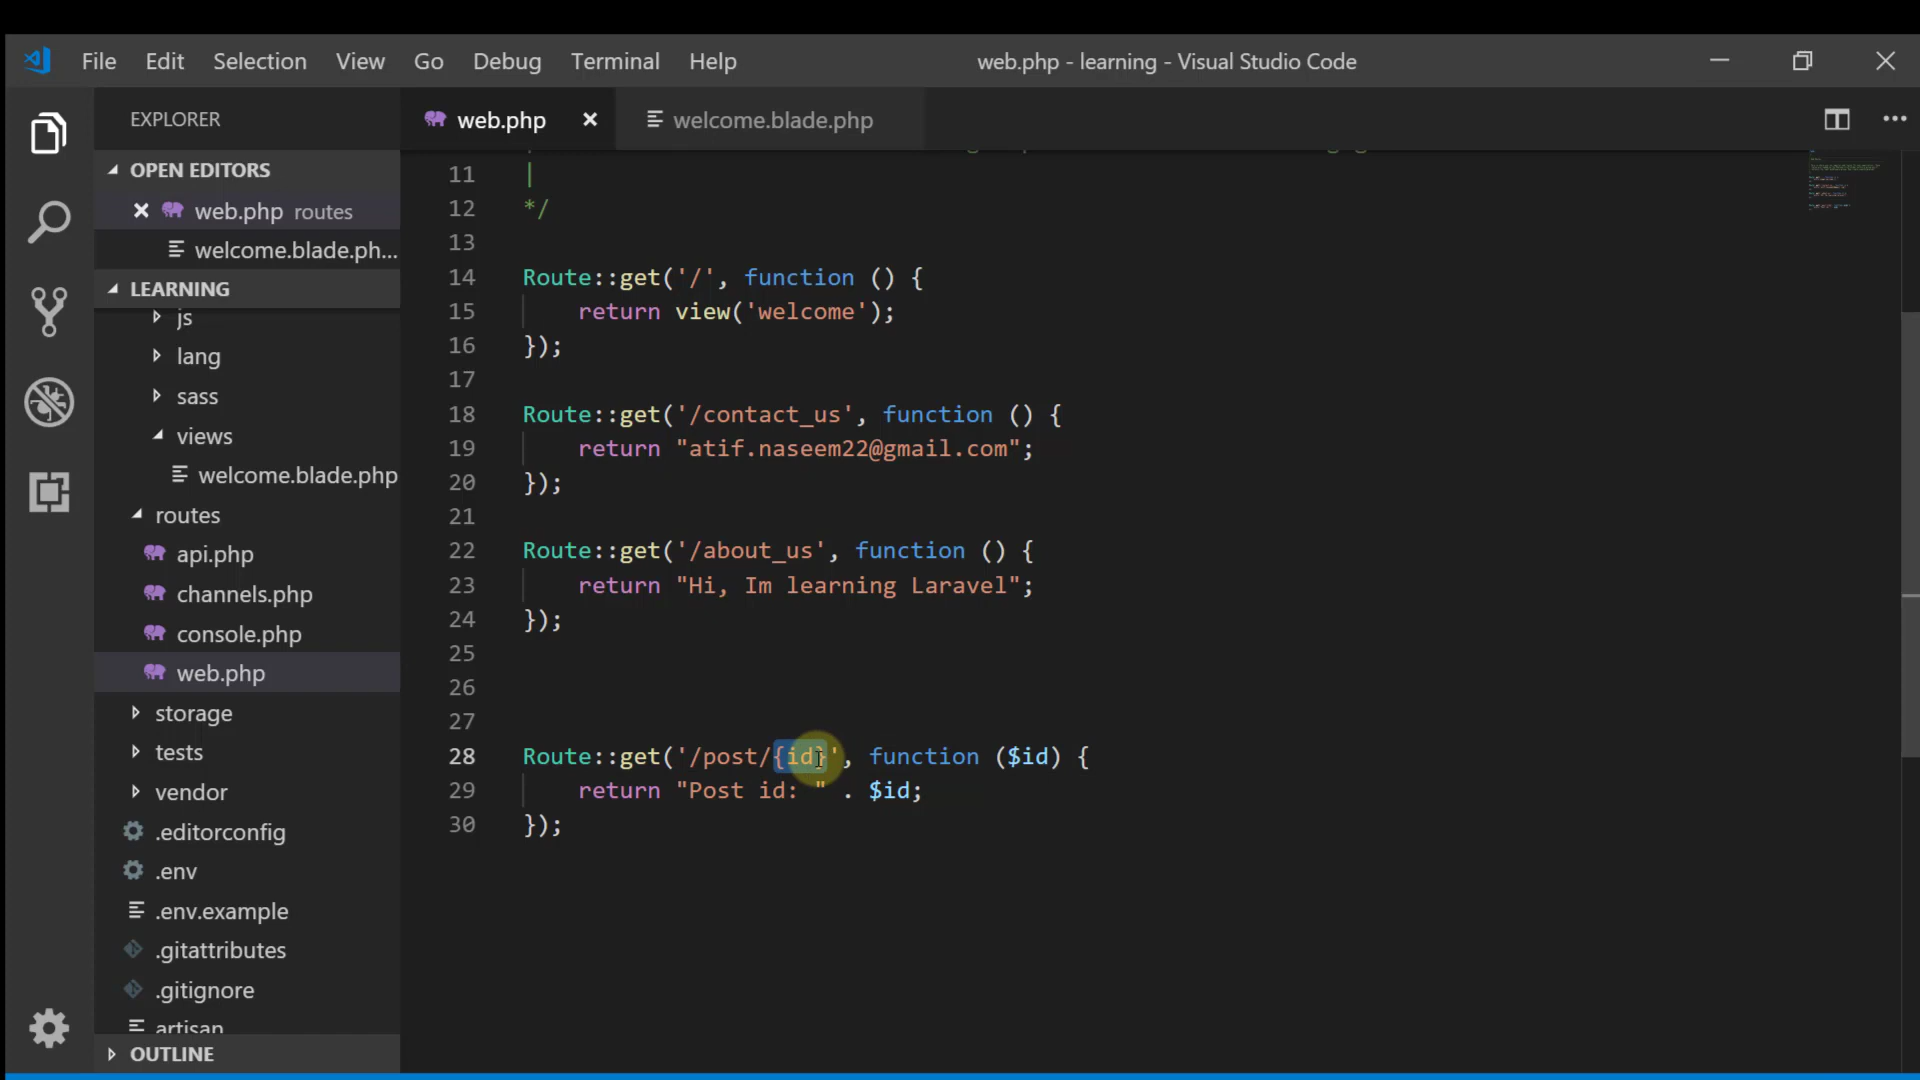 File Edit Selection View Go Debug Terminal Help web.php - learning - Visual Studio Code
EXPLORER
web.php
welcome.blade.php
OPEN EDITORS
web.php routes
welcome.blade.ph...
LEARNING
js
lang
sass
views
welcome.blade.php
routes
api.php
channels.php
console.php
web.php
storage
tests
vendor
.editorconfig
.env
.env.example
.gitattributes
.gitignore
artisan
OUTLINE
11 |
12 */
13
14 Route::get('/', function () {
15 return view('welcome');
16 });
17
18 Route::get('/contact_us', function () {
19 return "atif.naseem22@gmail.com";
20 });
21
22 Route::get('/about_us', function () {
23 return "Hi, Im learning Laravel";
24 });
25
26
27
28 Route::get('/post/{id}', function ($id) {
29 return "Post id: " . $id;
30 });